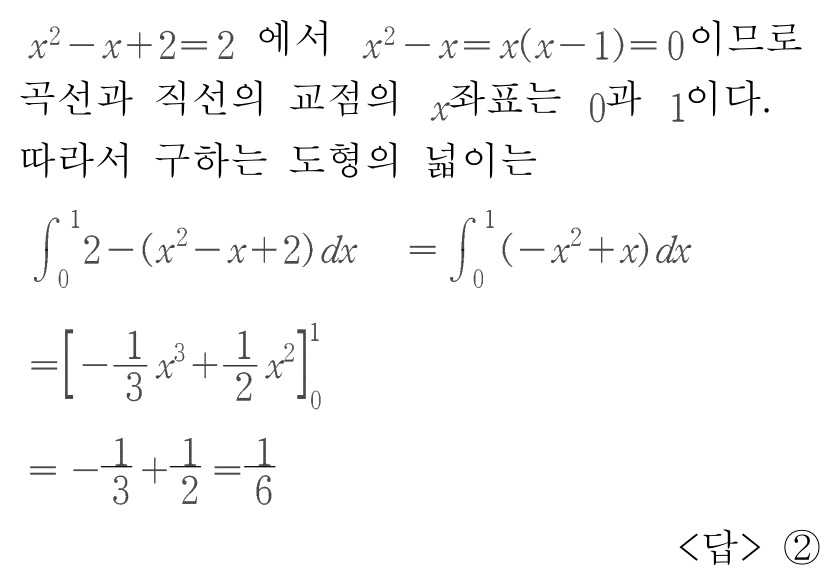 x² − x + 2 = 2 에서 x² − x = x(x − 1) = 0이므로
곡선과 직선의 교점의 x좌표는 0과 1이다.
따라서 구하는 도형의 넓이는
∫₀¹ 2 − (x² − x + 2) dx = ∫₀¹ (−x² + x) dx
= [ −1/3 x³ + 1/2 x² ]₀¹
= −1/3 + 1/2 = 1/6
<답> ②